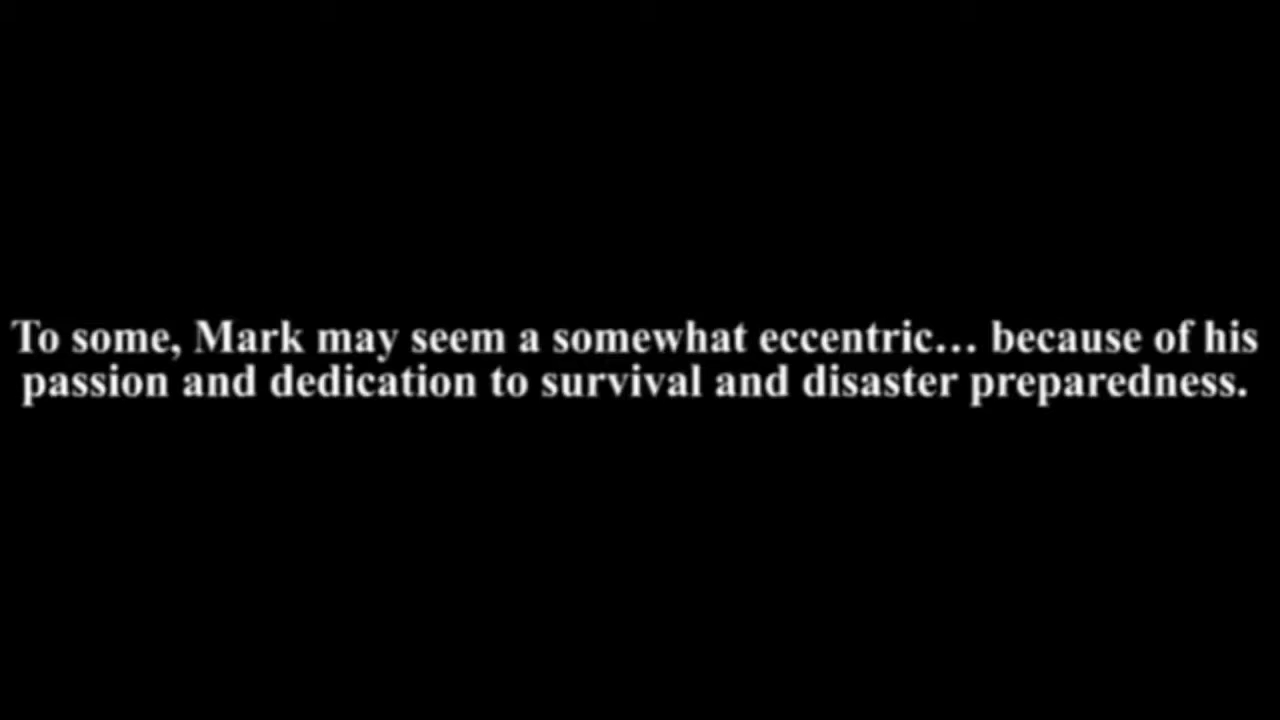 To some, Mark may seem a somewhat eccentric… because of his
passion and dedication to survival and disaster preparedness.